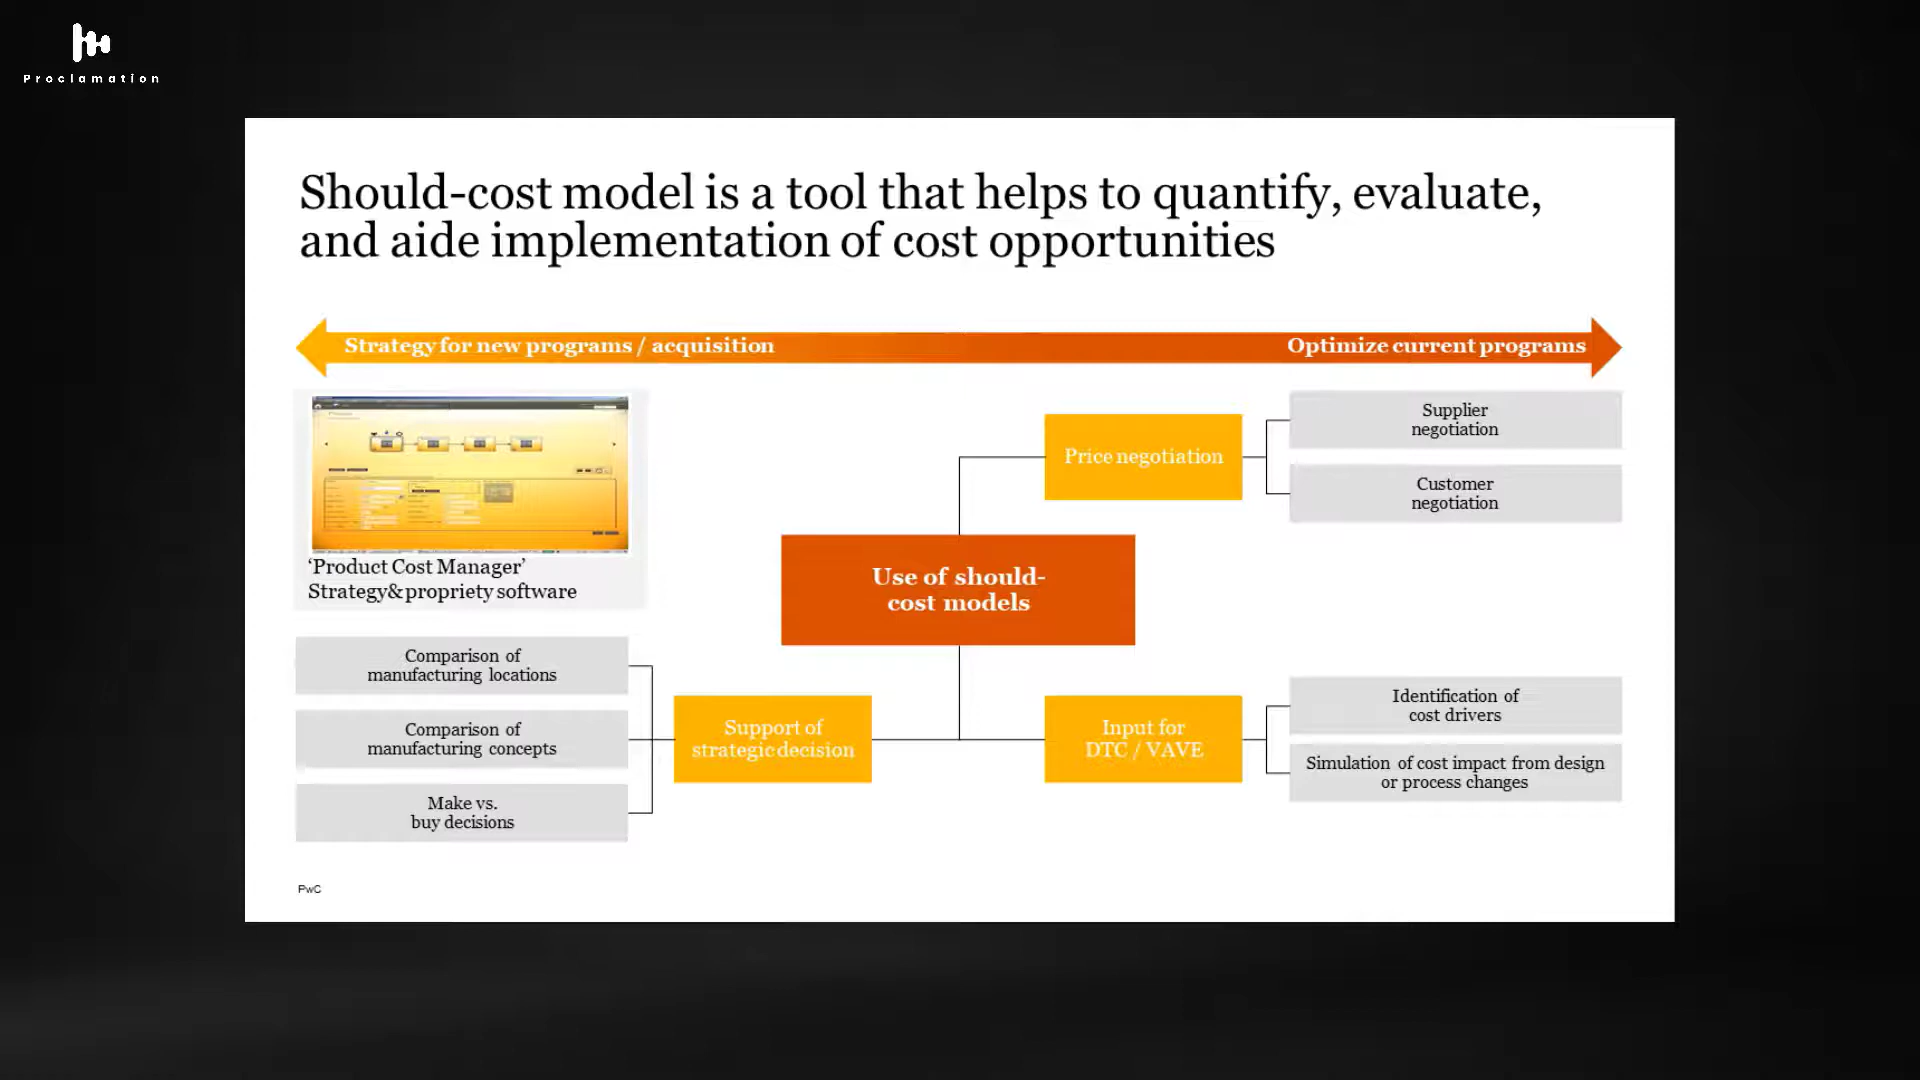 Proclamation
Should-cost model is a tool that helps to quantify, evaluate,
and aide implementation of cost opportunities
Strategy for new programs / acquisition
Optimize current programs
'Product Cost Manager'
Strategy& propriety software
Price negotiation
Supplier
negotiation
Customer
negotiation
Use of should-
cost models
Comparison of
manufacturing locations
Comparison of
manufacturing concepts
Make vs.
buy decisions
Support of
strategic decision
Input for
DTC / VAVE
Identification of
cost drivers
Simulation of cost impact from design
or process changes
PwC